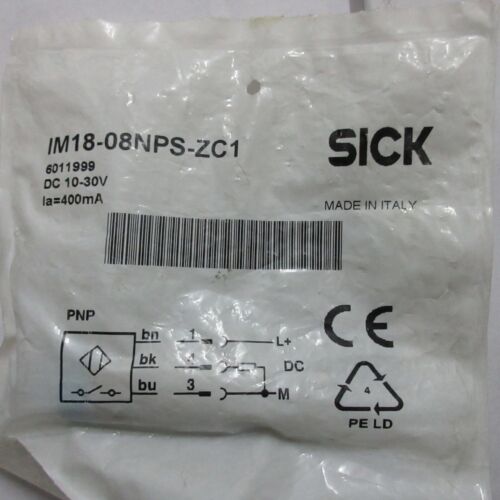 IM18-08NPS-ZC1
6011999
DC 10-30V
Ia=400mA
SICK
MADE IN ITALY
PNP
bn 1 L+
bk 4 DC
bu 3 M
CE
4
PE LD